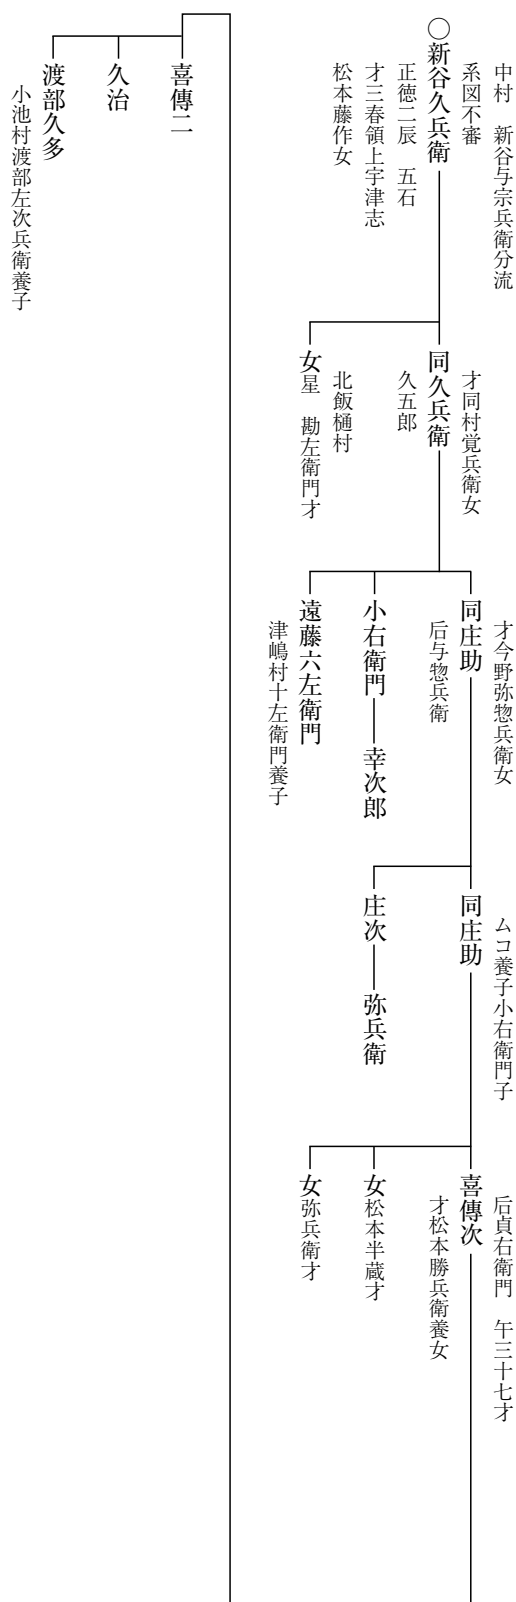 中村　新谷与宗兵衛分流
系図不審
〇新谷久兵衛
正徳二辰　五石
才三春領上宇津志
松本藤作女
才同村覚兵衛女
同久兵衛
久五郎
北飯樋村
女星　勘左衛門才
才今野弥惣兵衛女
同庄助
后与惣兵衛
小右衛門
幸次郎
遠藤六左衛門
津嶋村十左衛門養子
ムコ養子小右衛門子
同庄助
庄次
弥兵衛
后貞右衛門　午三十七才
喜傳次
才松本勝兵衛養女
女松本半蔵才
女弥兵衛才
喜傳二
久治
渡部久多
小池村渡部左次兵衛養子